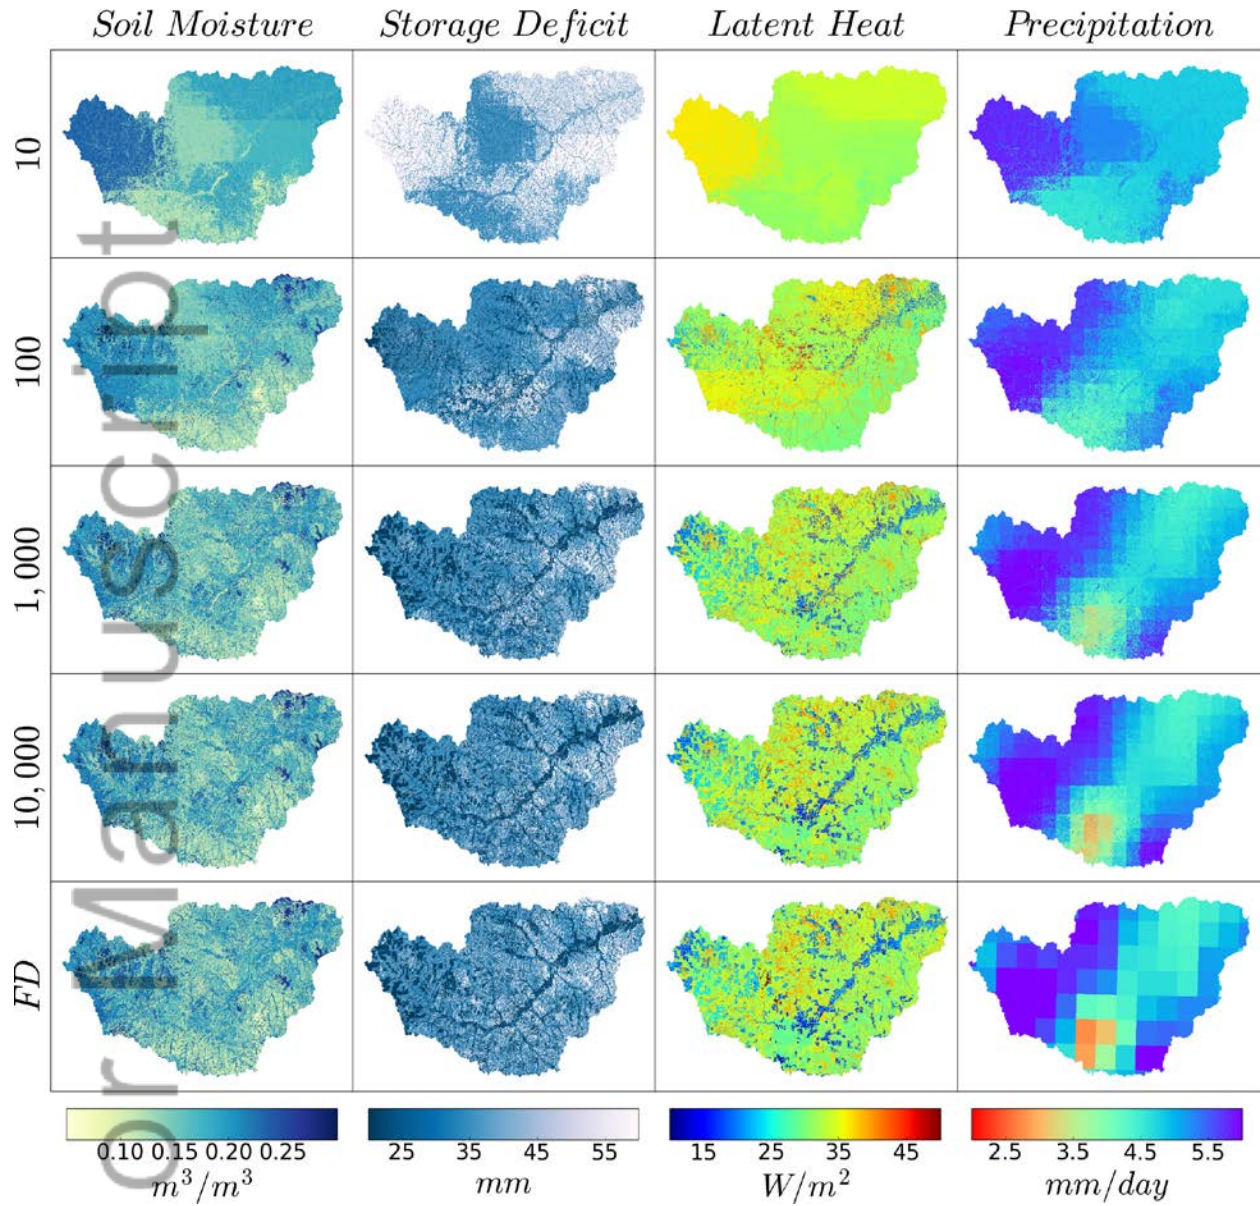 Soil Moisture Storage Deficit Latent Heat Precipitation
10
100
1,000
10,000
FD
or Manuscript
0.10 0.15 0.20 0.25 25 35 45 55 15 25 35 45 2.5 3.5 4.5 5.5
m³/m³ mm W/m² mm/day